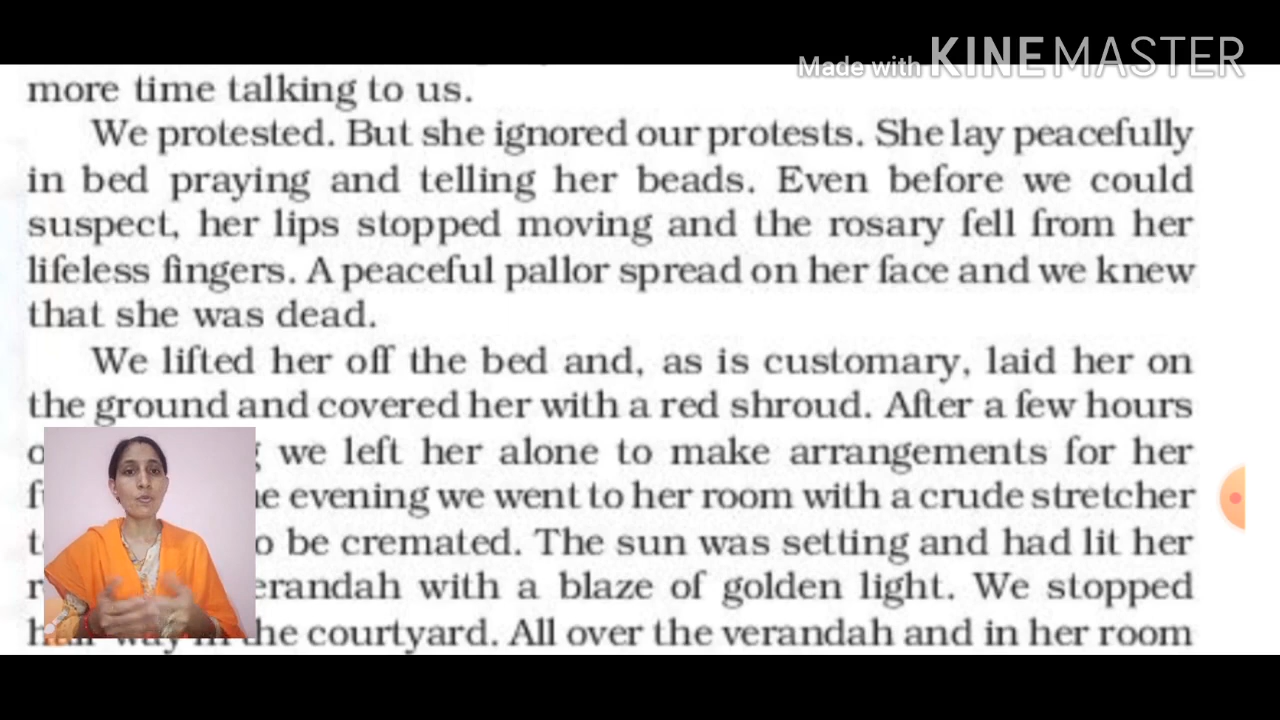 Made with KINEMASTER
more time talking to us.
We protested. But she ignored our protests. She lay peacefully
in bed praying and telling her beads. Even before we could
suspect, her lips stopped moving and the rosary fell from her
lifeless fingers. A peaceful pallor spread on her face and we knew
that she was dead.
We lifted her off the bed and, as is customary, laid her on
the ground and covered her with a red shroud. After a few hours
we left her alone to make arrangements for her
evening we went to her room with a crude stretcher
be cremated. The sun was setting and had lit her
with a blaze of golden light. We stopped
the courtyard. All over the verandah and in her room